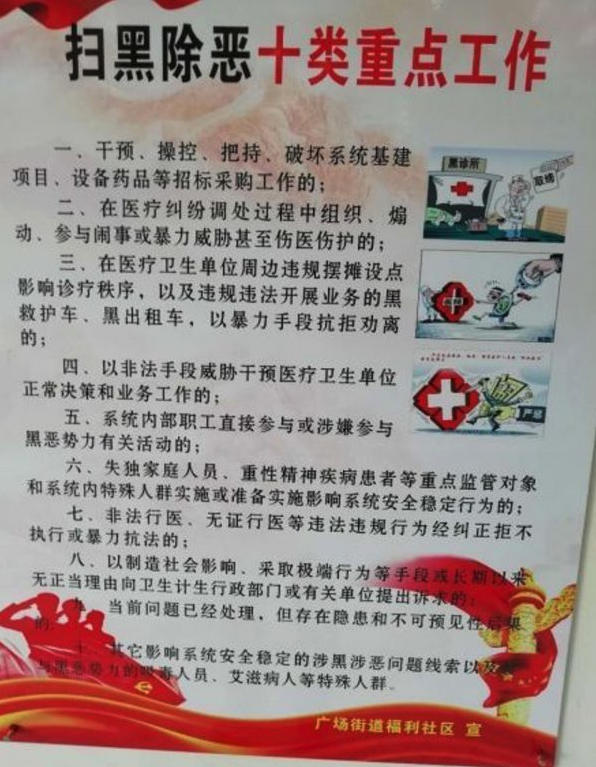 扫黑除恶十类重点工作
一、干预、操控、把持、破坏系统基建
项目、设备药品等招标采购工作的；
黑诊所
取缔
二、在医疗纠纷调处过程中组织、煽
动、参与闹事或暴力威胁甚至伤医伤护的；
三、在医疗卫生单位周边违规摆摊设点
影响诊疗秩序，以及违规违法开展业务的黑
救护车、黑出租车，以暴力手段抗拒劝离
的；
四、以非法手段威胁干预医疗卫生单位
正常决策和业务工作的；
五、系统内部职工直接参与或涉嫌参与
黑恶势力有关活动的；
六、失独家庭人员、重性精神疾病患者等重点监管对象
和系统内特殊人群实施或准备实施影响系统安全稳定行为的；
七、非法行医、无证行医等违法违规行为经纠正拒不
执行或暴力抗法的；
八、以制造社会影响、采取极端行为等手段或长期以来
无正当理由向卫生计生行政部门或有关单位提出诉求的；
九、当前问题已经处理，但存在隐患和不可预见性后果
的；
十、其它影响系统安全稳定的涉黑涉恶问题线索以及
与黑恶势力的吸毒人员、艾滋病人等特殊人群。
广场街道福利社区 宣